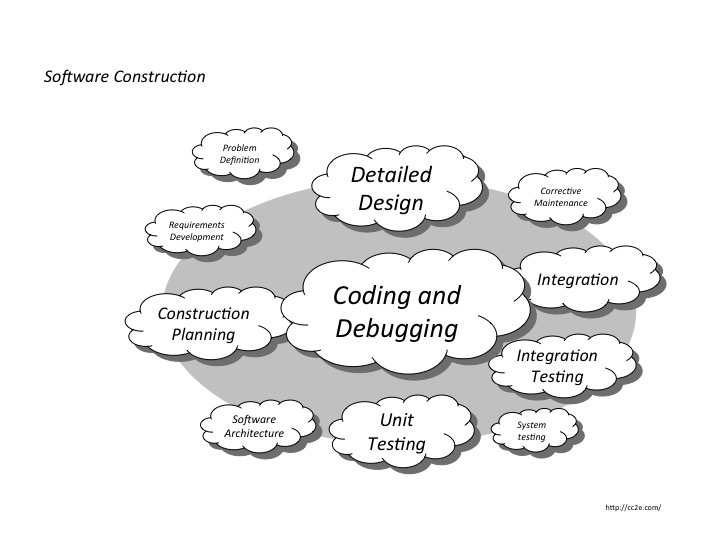 Software Construction
Problem
Definition
Detailed
Design
Corrective
Maintenance
Requirements
Development
Integration
Coding and
Debugging
Construction
Planning
Integration
Testing
Software
Architecture
Unit
Testing
System
testing
http://cc2e.com/